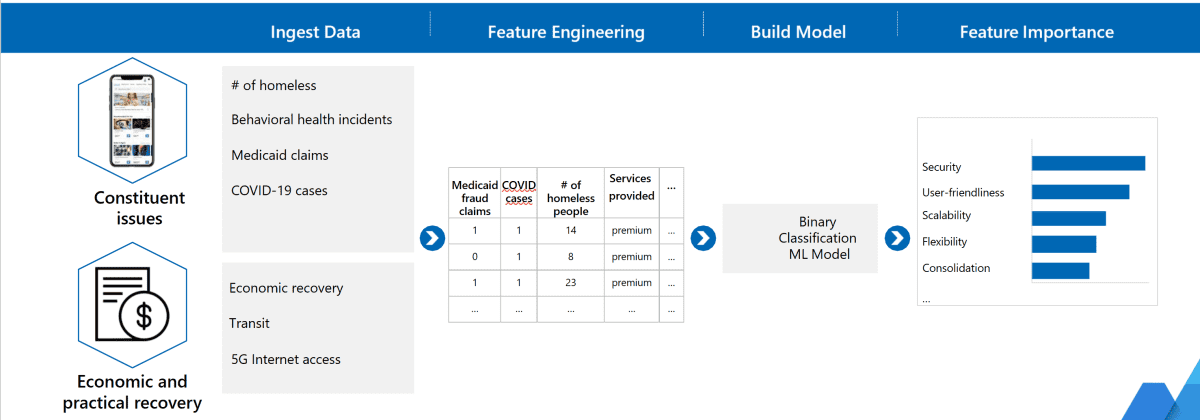 Ingest Data
Feature Engineering
Build Model
Feature Importance
Constituent
issues
# of homeless
Behavioral health incidents
Medicaid claims
COVID-19 cases
Economic and
practical recovery
$
Economic recovery
Transit
5G Internet access
Medicaid
fraud
claims
COVID
cases
# of
homeless
people
Services
provided
...
1 1 14 premium ...
0 1 8 premium ...
1 1 23 premium ...
... ... ... ... ...
Binary
Classification
ML Model
Security
User-friendliness
Scalability
Flexibility
Consolidation
...